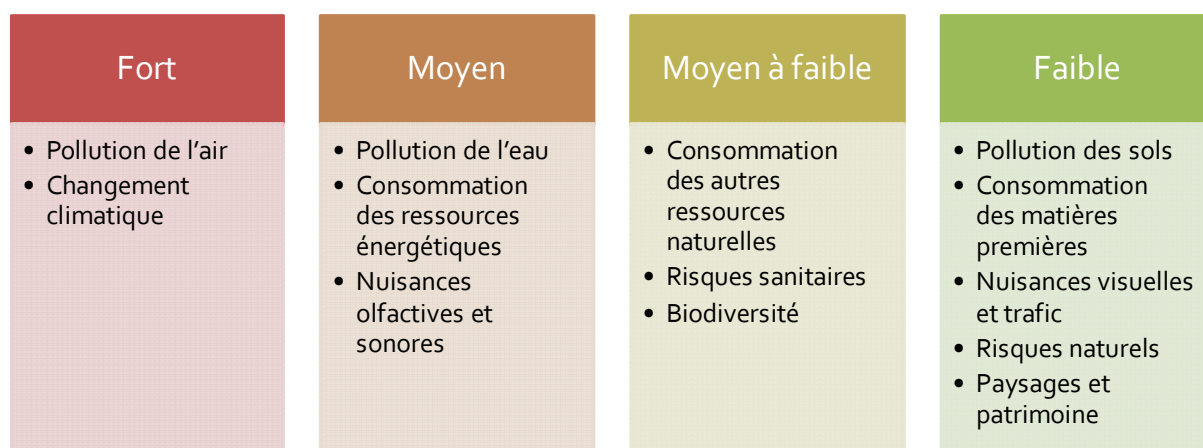 Fort
• Pollution de l'air
• Changement
climatique
Moyen
• Pollution de l'eau
• Consommation
des ressources
énergétiques
• Nuisances
olfactives et
sonores
Moyen à faible
• Consommation
des autres
ressources
naturelles
• Risques sanitaires
• Biodiversité
Faible
• Pollution des sols
• Consommation
des matières
premières
• Nuisances visuelles
et trafic
• Risques naturels
• Paysages et
patrimoine